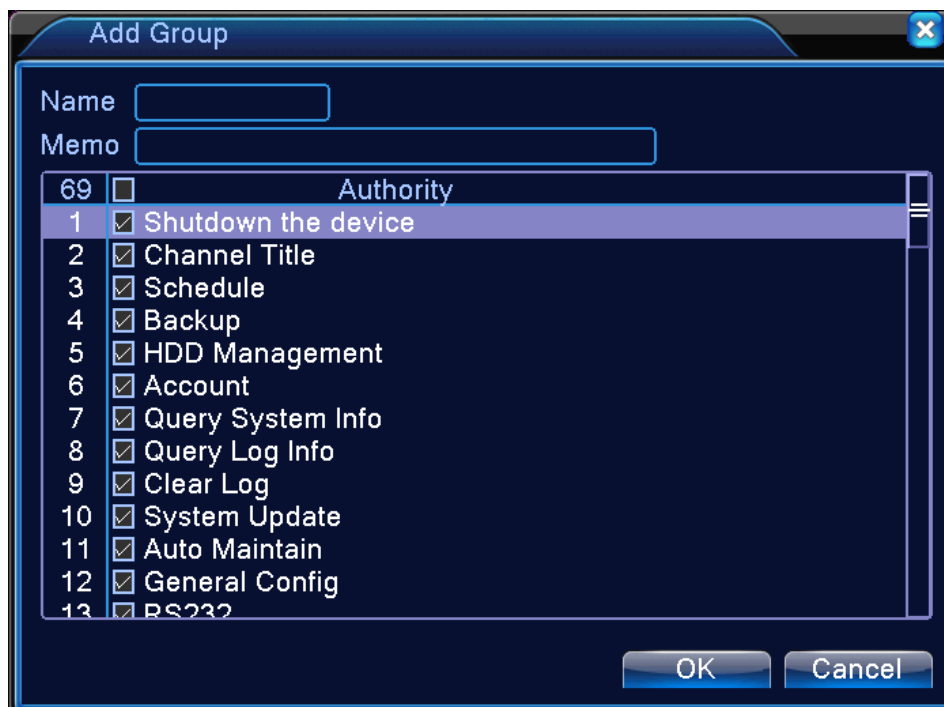 Add Group
Name
Memo
69 Authority
1 Shutdown the device
2 Channel Title
3 Schedule
4 Backup
5 HDD Management
6 Account
7 Query System Info
8 Query Log Info
9 Clear Log
10 System Update
11 Auto Maintain
12 General Config
13 RS232
OK Cancel